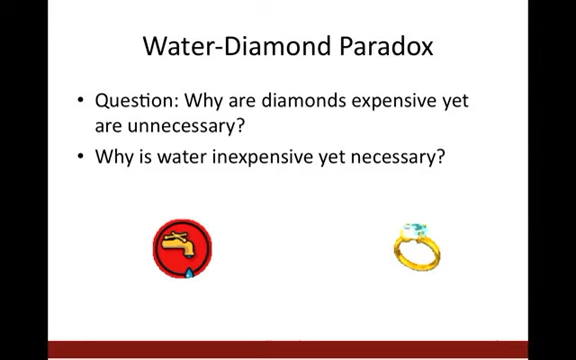 Water-Diamond Paradox
• Question: Why are diamonds expensive yet
are unnecessary?
• Why is water inexpensive yet necessary?